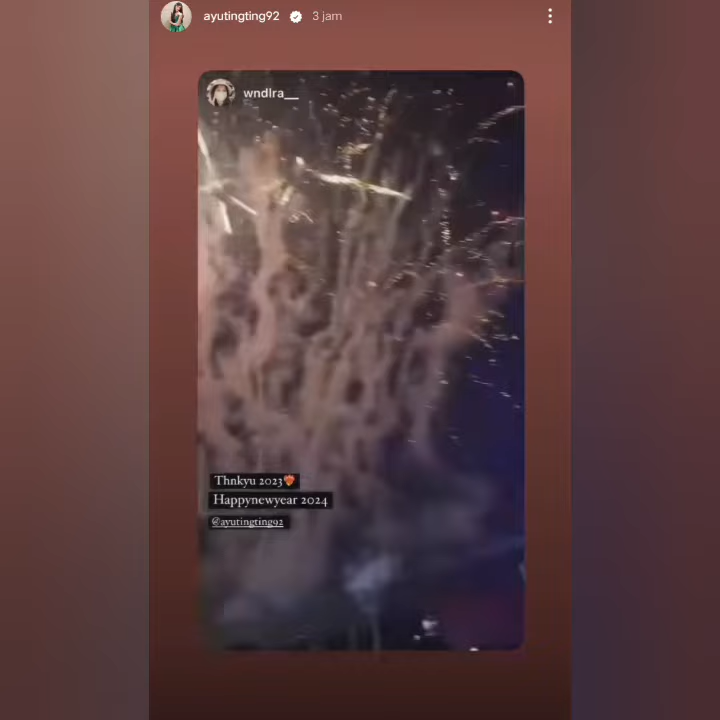 ayutingting92 3 jam
wndlra__
Thnkyu 2023❤️‍🔥
Happynewyear 2024
@ayutingting92